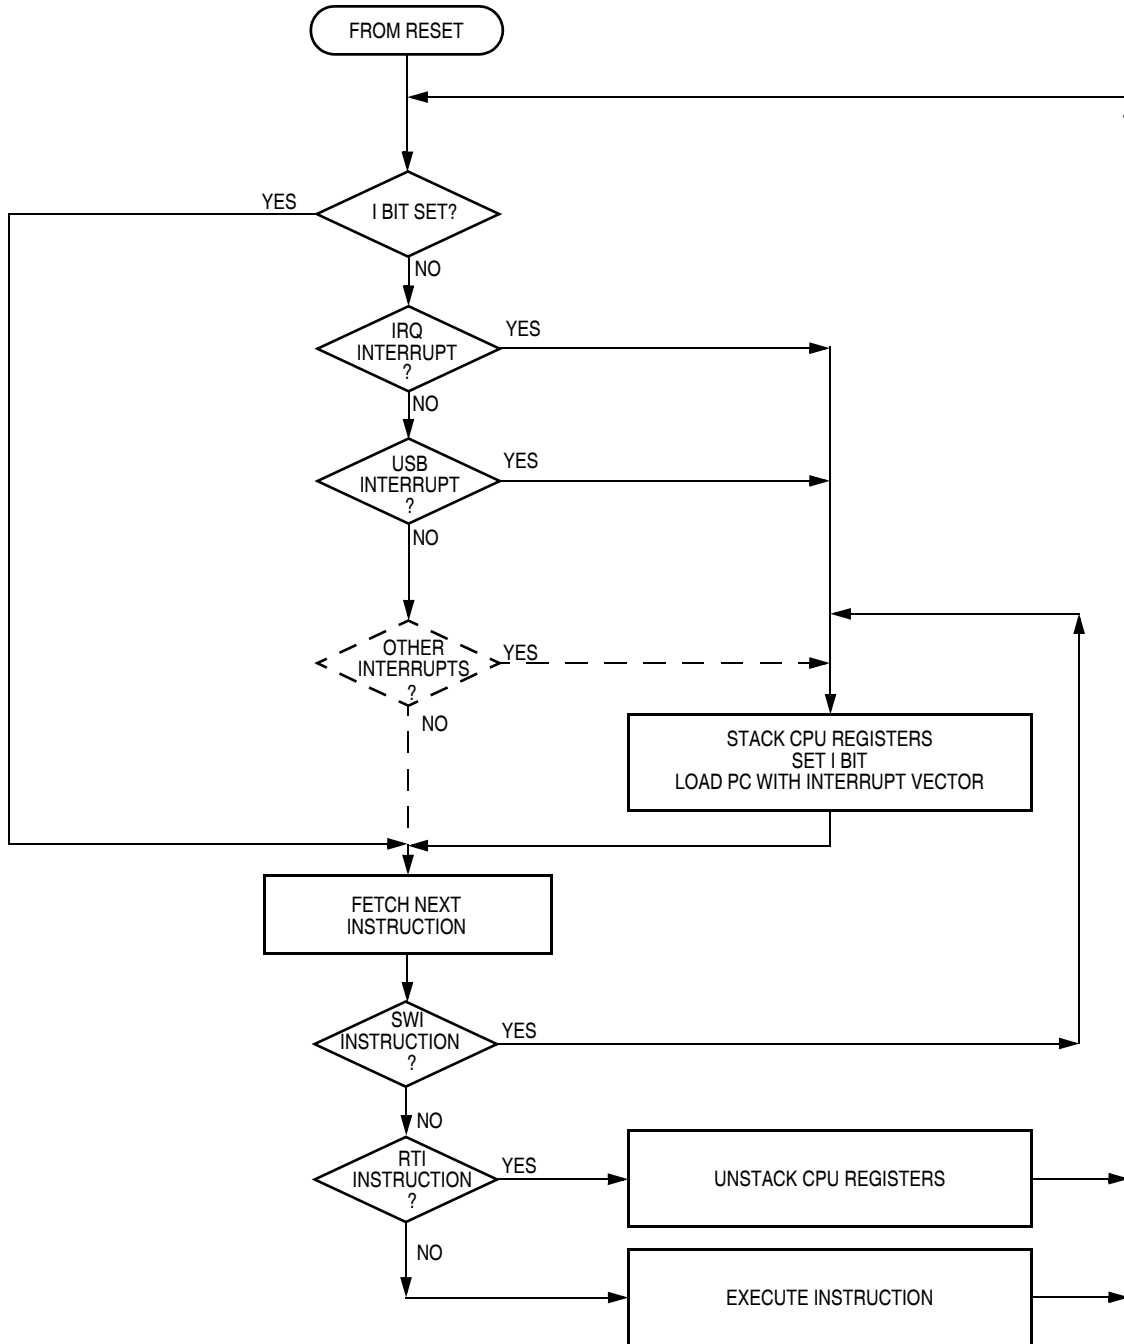 FROM RESET
YES
I BIT SET?
NO
IRQ
INTERRUPT
?
YES
NO
USB
INTERRUPT
?
YES
NO
OTHER
INTERRUPTS
?
YES
NO
STACK CPU REGISTERS
SET I BIT
LOAD PC WITH INTERRUPT VECTOR
FETCH NEXT
INSTRUCTION
SWI
INSTRUCTION
?
YES
NO
RTI
INSTRUCTION
?
YES
UNSTACK CPU REGISTERS
NO
EXECUTE INSTRUCTION